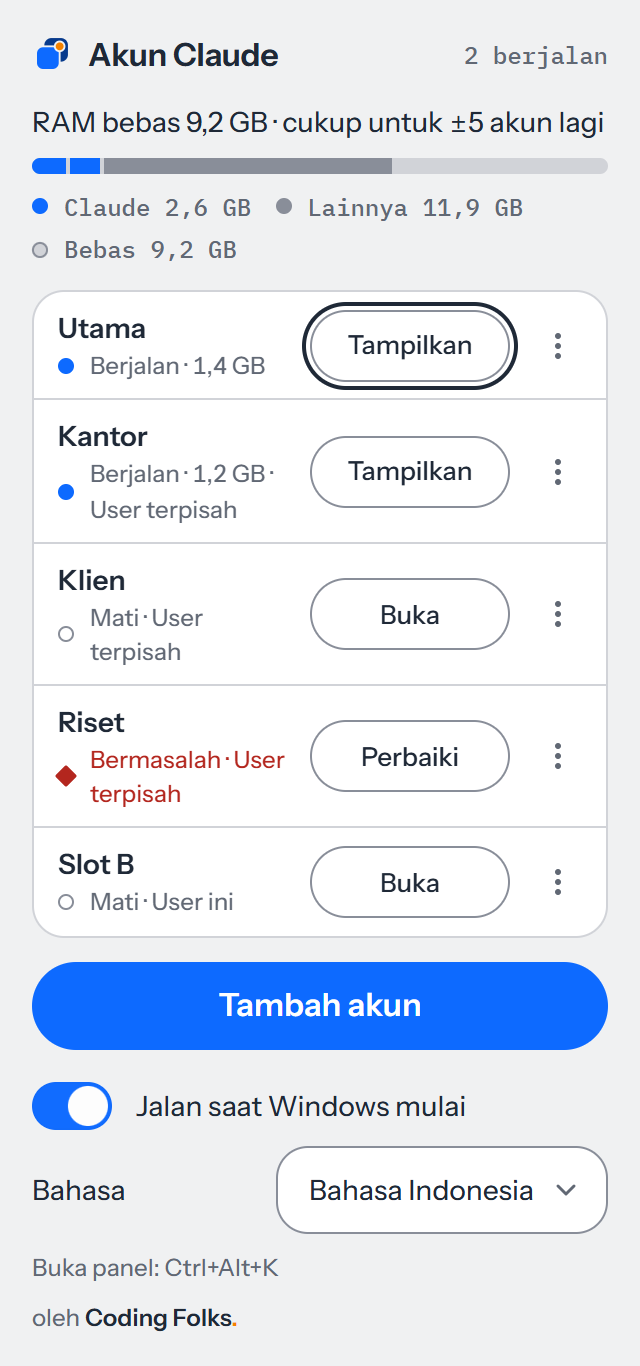 Akun Claude
2 berjalan
RAM bebas 9,2 GB · cukup untuk ±5 akun lagi
Claude 2,6 GB
Lainnya 11,9 GB
Bebas 9,2 GB
Utama
Berjalan · 1,4 GB
Tampilkan
Kantor
Berjalan · 1,2 GB ·
User terpisah
Tampilkan
Klien
Mati · User
terpisah
Buka
Riset
Bermasalah · User
terpisah
Perbaiki
Slot B
Mati · User ini
Buka
Tambah akun
Jalan saat Windows mulai
Bahasa
Bahasa Indonesia
Buka panel: Ctrl+Alt+K
oleh Coding Folks.